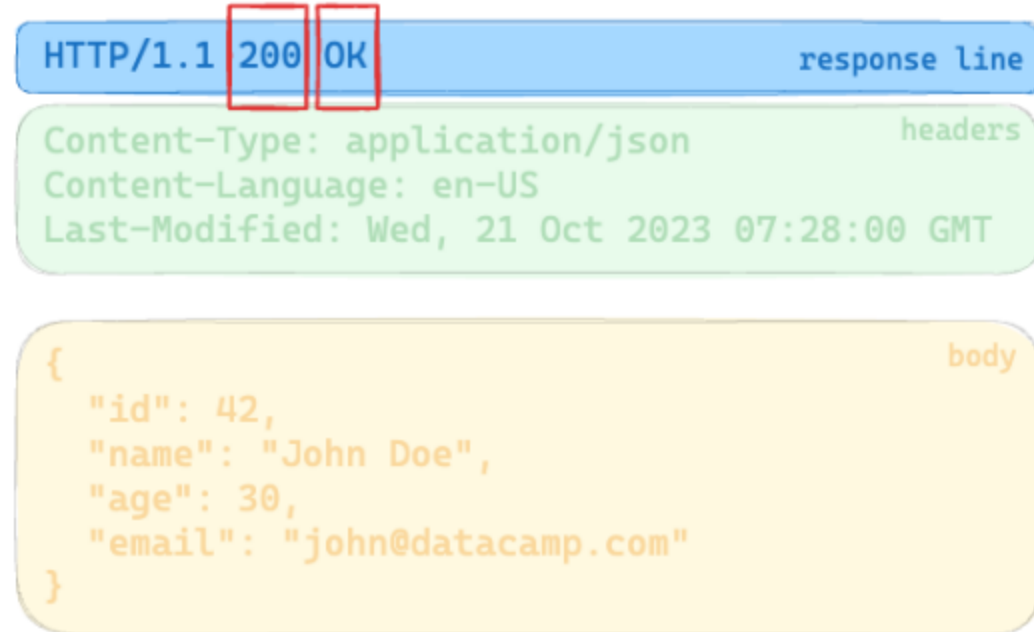 HTTP/1.1 200 OK response line
headers
Content-Type: application/json
Content-Language: en-US
Last-Modified: Wed, 21 Oct 2023 07:28:00 GMT
body
{
"id": 42,
"name": "John Doe",
"age": 30,
"email": "john@datacamp.com"
}